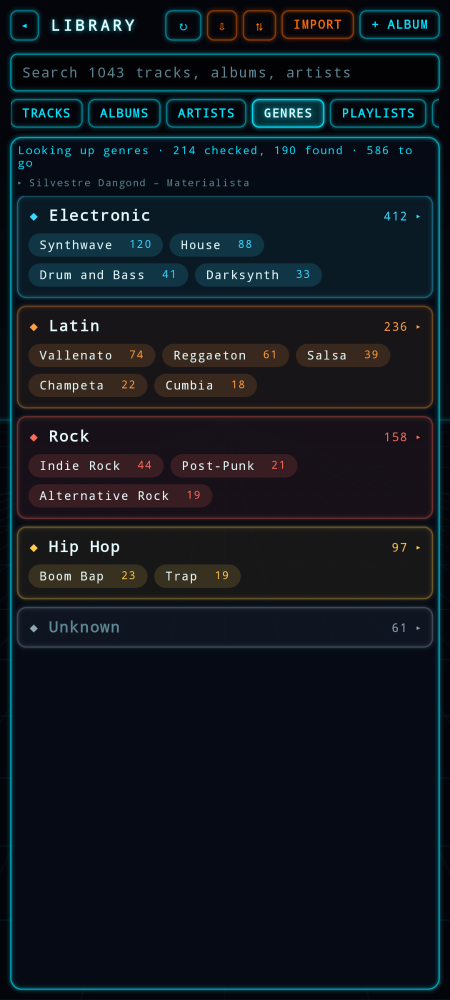 LIBRARY
IMPORT
+ ALBUM
Search 1043 tracks, albums, artists
TRACKS
ALBUMS
ARTISTS
GENRES
PLAYLISTS
Looking up genres · 214 checked, 190 found · 586 to
go
Silvestre Dangond – Materialista
Electronic 412
Synthwave 120 House 88
Drum and Bass 41 Darksynth 33
Latin 236
Vallenato 74 Reggaeton 61 Salsa 39
Champeta 22 Cumbia 18
Rock 158
Indie Rock 44 Post-Punk 21
Alternative Rock 19
Hip Hop 97
Boom Bap 23 Trap 19
Unknown 61